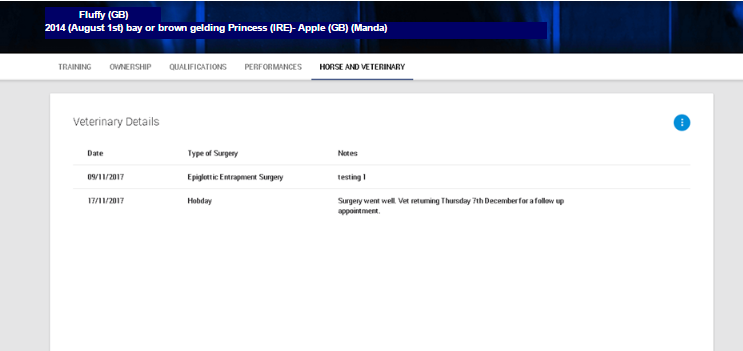 Fluffy (GB)
2014 (August 1st) bay or brown gelding Princess (IRE)- Apple (GB) (Manda)
TRAINING OWNERSHIP QUALIFICATIONS PERFORMANCES HORSE AND VETERINARY
Veterinary Details
Date Type of Surgery Notes
09/11/2017 Epiglottic Entrapment Surgery testing 1
17/11/2017 Hobday Surgery went well. Vet returning Thursday 7th December for a follow up
appointment.